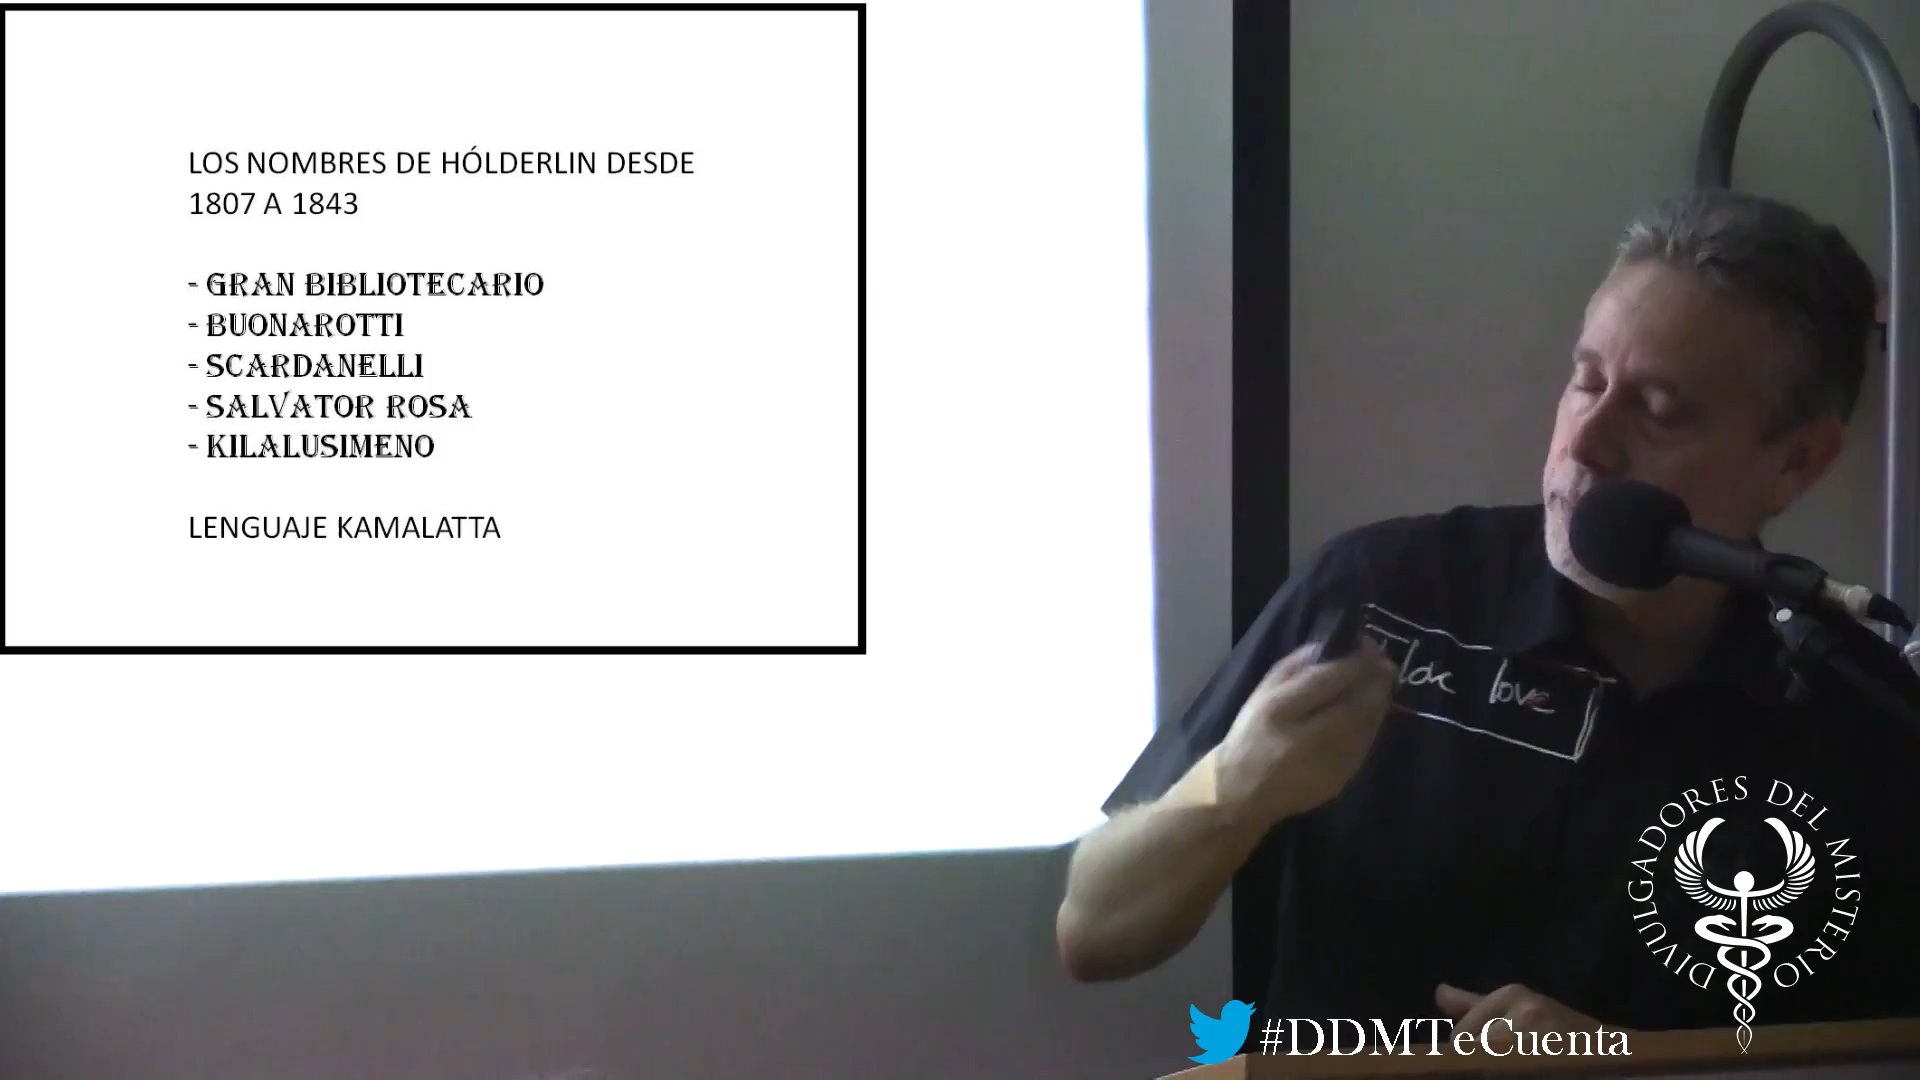 LOS NOMBRES DE HÓLDERLIN DESDE
1807 A 1843
- GRAN BIBLIOTECARIO
- BUONAROTTI
- SCARDANELLI
- SALVATOR ROSA
- KILALUSIMENO
LENGUAJE KAMALATTA
love
DIVULGADORES DEL MISTERIO
#DDMTeCuenta